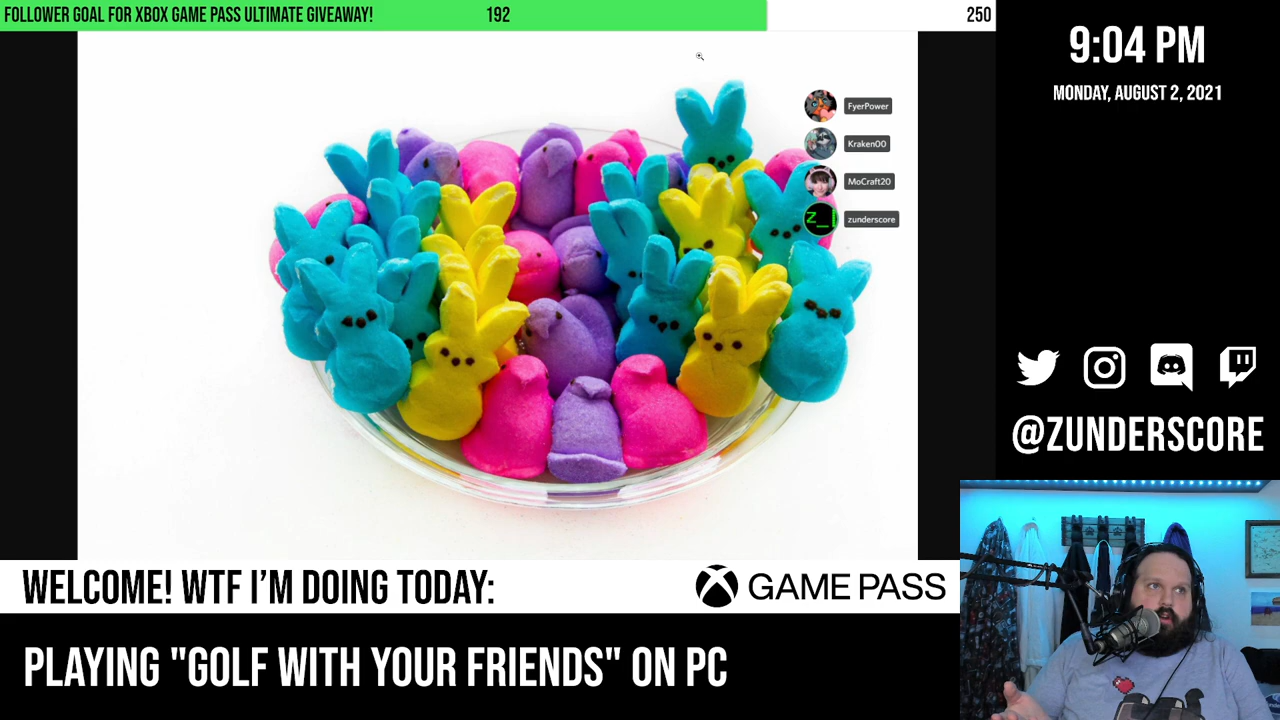 FOLLOWER GOAL FOR XBOX GAME PASS ULTIMATE GIVEAWAY! 192 250
9:04 PM
MONDAY, AUGUST 2, 2021
FyerPower
Kraken00
MoCraft20
z_
zunderscore
@ZUNDERSCORE
WELCOME! WTF I'M DOING TODAY:
GAME PASS
PLAYING "GOLF WITH YOUR FRIENDS" ON PC